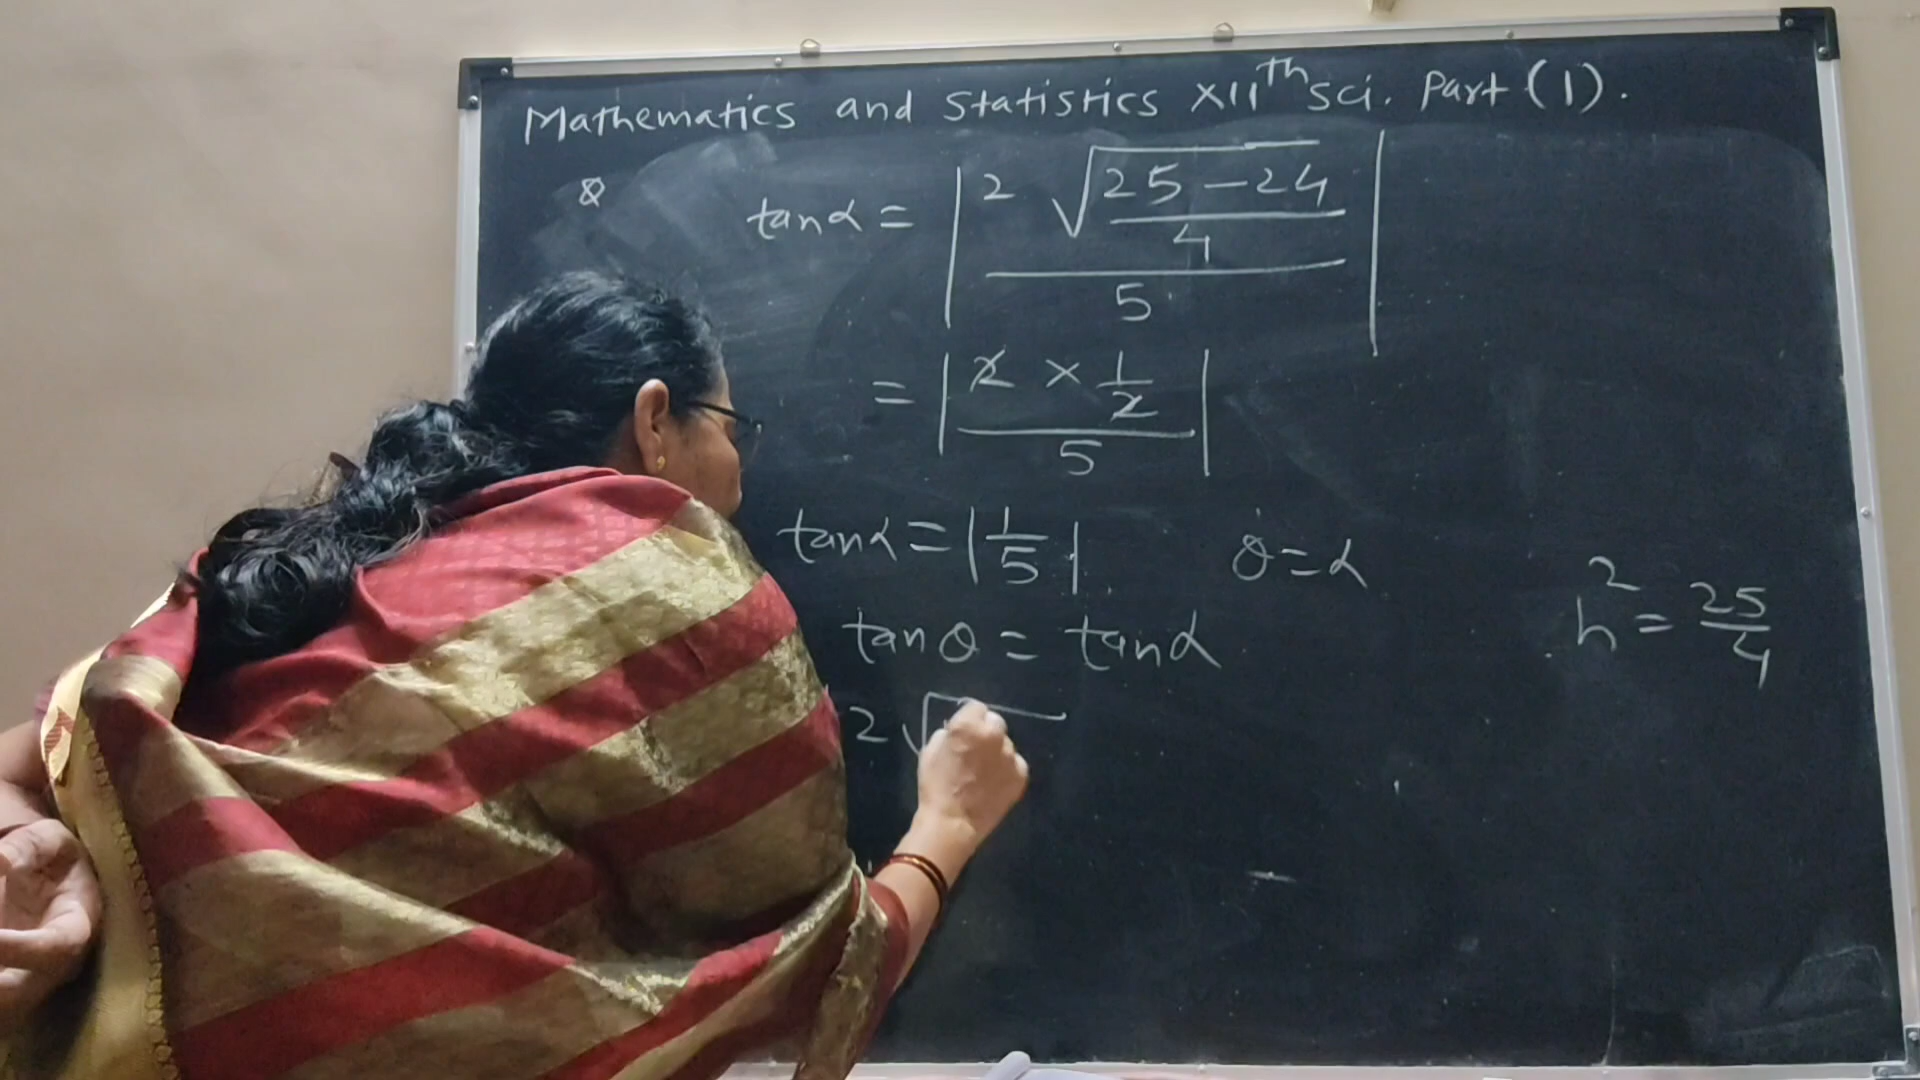 Mathematics and Statistics XIIth Sci. Part (1).
tanα = | 2 √((25-24)/4) / 5 |
= | 2 × 1/2 / 5 |
tanα = | 1/5 | θ = α
h² = 25/4
tanθ = tanα
2√